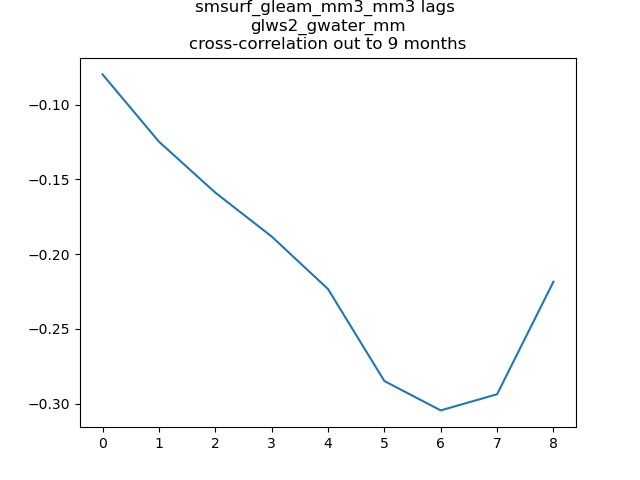 smsurf_gleam_mm3_mm3 lags
glws2_gwater_mm
cross-correlation out to 9 months
−0.10
−0.15
−0.20
−0.25
−0.30
0 1 2 3 4 5 6 7 8